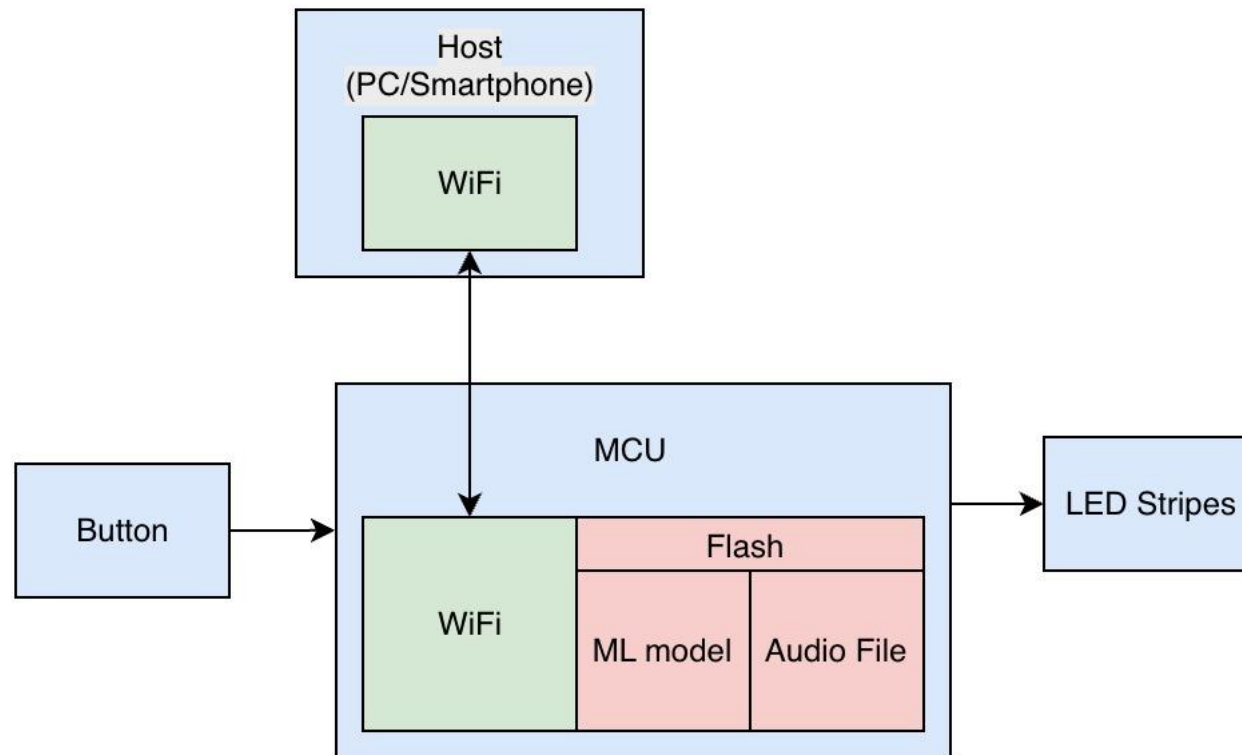 Host
(PC/Smartphone)
WiFi
MCU
Button
LED Stripes
WiFi
Flash
ML model
Audio File